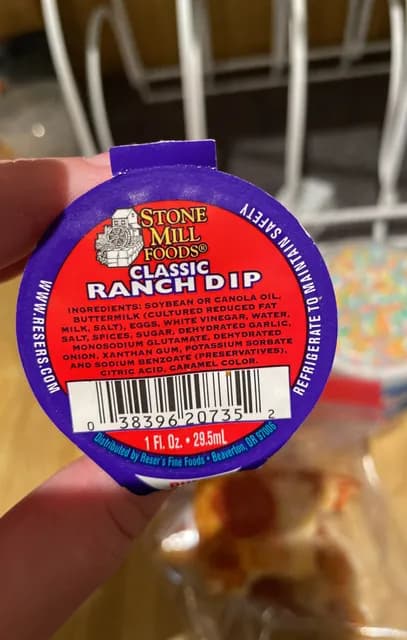 STONE
MILL
FOODS®
CLASSIC
RANCH DIP
INGREDIENTS: SOYBEAN OR CANOLA OIL,
BUTTERMILK (CULTURED REDUCED FAT
MILK, SALT), EGGS, WHITE VINEGAR, WATER,
SALT, SPICES, SUGAR, DEHYDRATED GARLIC,
MONOSODIUM GLUTAMATE, DEHYDRATED
ONION, XANTHAN GUM, POTASSIUM SORBATE
AND SODIUM BENZOATE (PRESERVATIVES),
CITRIC ACID, CARAMEL COLOR.
0 38396 20735 2
1 Fl. Oz. • 29.5mL
Distributed by Reser's Fine Foods • Beaverton, OR 97006
WWW.RESERS.COM
REFRIGERATE TO MAINTAIN SAFETY